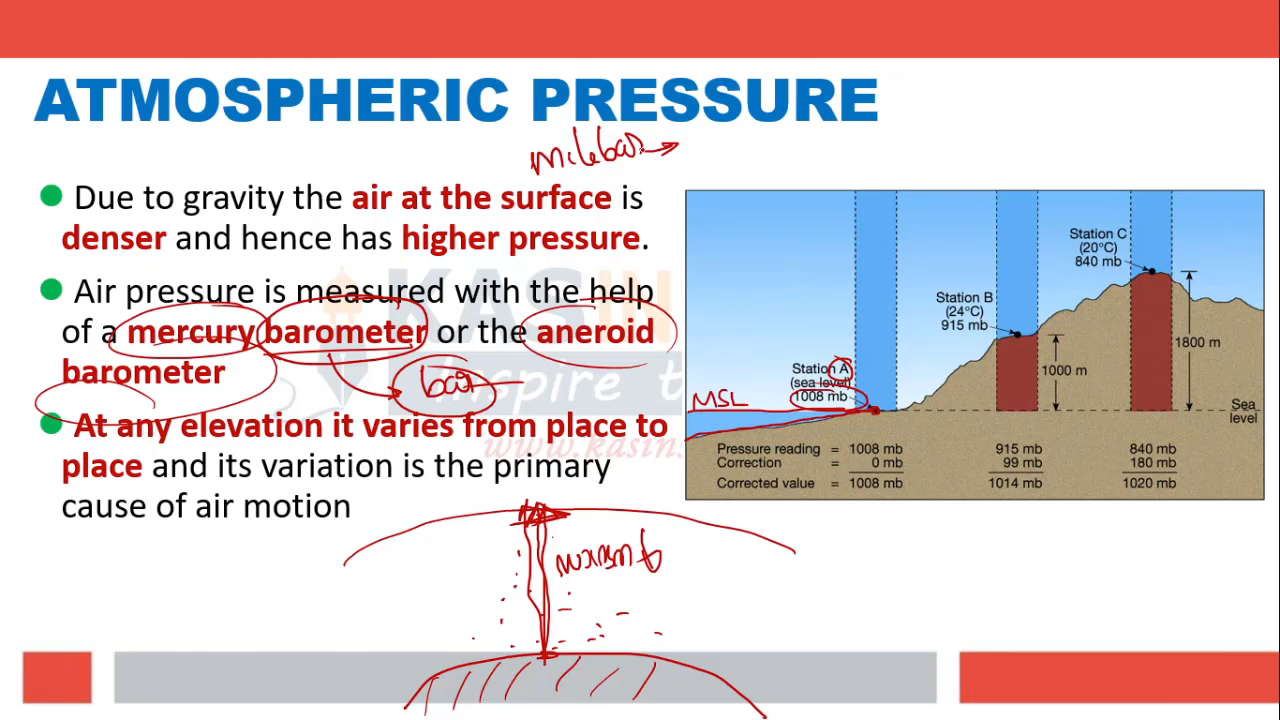 ATMOSPHERIC PRESSURE
Due to gravity the air at the surface is
denser and hence has higher pressure.
Air pressure is measured with the help
of a mercury barometer or the aneroid
barometer
At any elevation it varies from place to
place and its variation is the primary
cause of air motion
bar
MSL
Station A
(sea level)
1008 mb
Station B
(24°C)
915 mb
Station C
(20°C)
840 mb
1000 m
1800 m
Sea
level
Pressure reading = 1008 mb 915 mb 840 mb
Correction = 0 mb 99 mb 180 mb
Corrected value = 1008 mb 1014 mb 1020 mb
KASIN
Inspire t
www.kasins